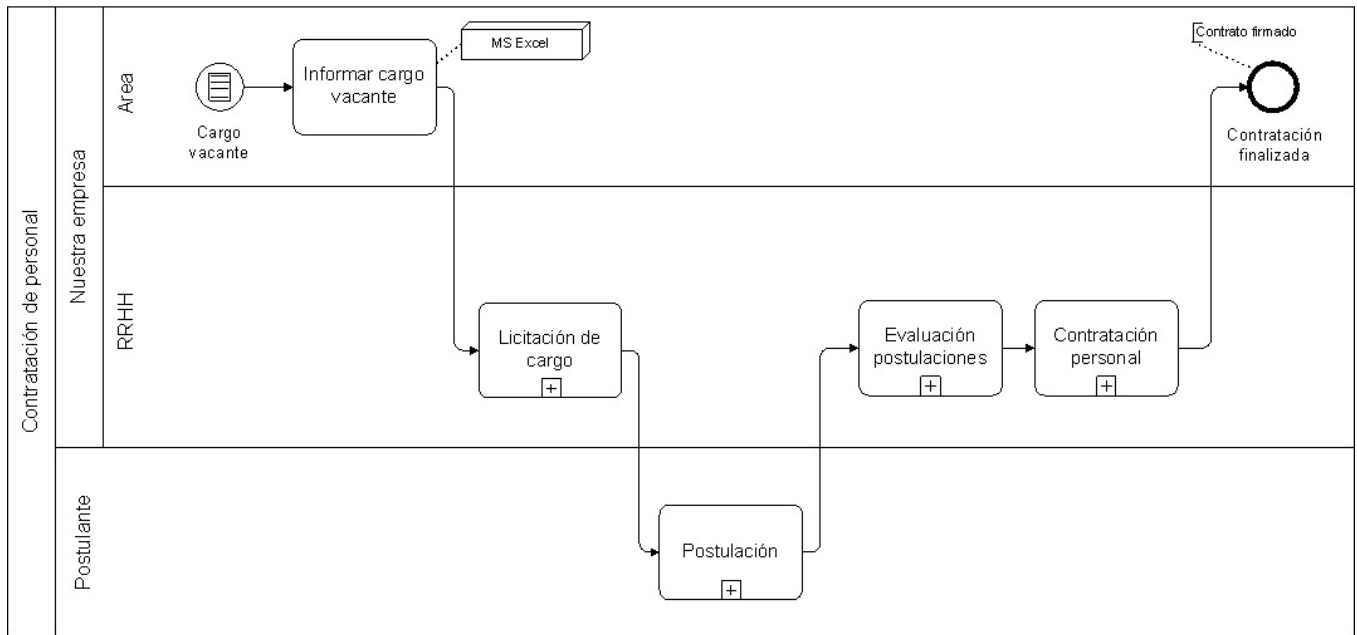 Contratación de personal
Nuestra empresa
Area
Cargo
vacante
Informar cargo
vacante
MS Excel
Contrato firmado
Contratación
finalizada
RRHH
Licitación de
cargo
Evaluación
postulaciones
Contratación
personal
Postulante
Postulación